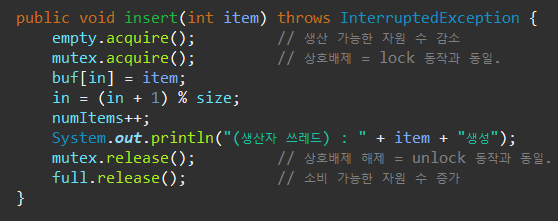 public void insert(int item) throws InterruptedException {
    empty.acquire();          // 생산 가능한 자원 수 감소
    mutex.acquire();          // 상호배제 = lock 동작과 동일.
    buf[in] = item;
    in = (in + 1) % size;
    numItems++;
    System.out.println("(생산자 쓰레드) : " + item + "생성");
    mutex.release();          // 상호배제 해제 = unlock 동작과 동일.
    full.release();           // 소비 가능한 자원 수 증가
}